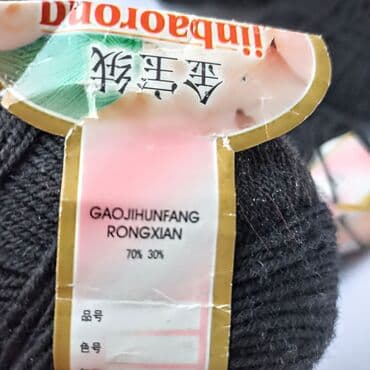 jinbaorong
金宝绒
GAOJIHUNFANG
RONGXIAN
70% 30%
品号
色号